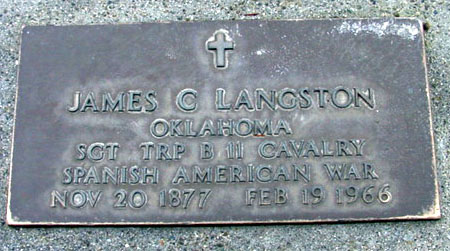 JAMES C LANGSTON
OKLAHOMA
SGT TRP B 11 CAVALRY
SPANISH AMERICAN WAR
NOV 20 1877 FEB 19 1966